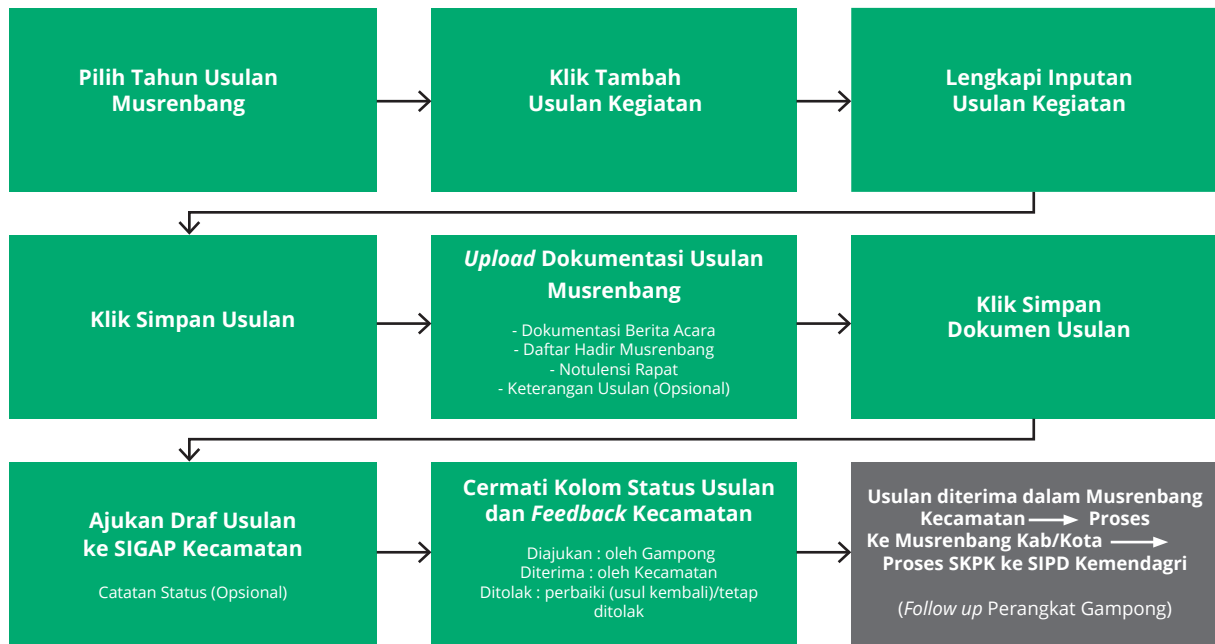 Pilih Tahun Usulan
Musrenbang
Klik Tambah
Usulan Kegiatan
Lengkapi Inputan
Usulan Kegiatan
Klik Simpan Usulan
Upload Dokumentasi Usulan
Musrenbang
- Dokumentasi Berita Acara
- Daftar Hadir Musrenbang
- Notulensi Rapat
- Keterangan Usulan (Opsional)
Klik Simpan
Dokumen Usulan
Ajukan Draf Usulan
ke SIGAP Kecamatan
Catatan Status (Opsional)
Cermati Kolom Status Usulan
dan Feedback Kecamatan
Diajukan : oleh Gampong
Diterima : oleh Kecamatan
Ditolak : perbaiki (usul kembali)/tetap
ditolak
Usulan diterima dalam Musrenbang
Kecamatan → Proses
Ke Musrenbang Kab/Kota →
Proses SKPK ke SIPD Kemendagri
(Follow up Perangkat Gampong)